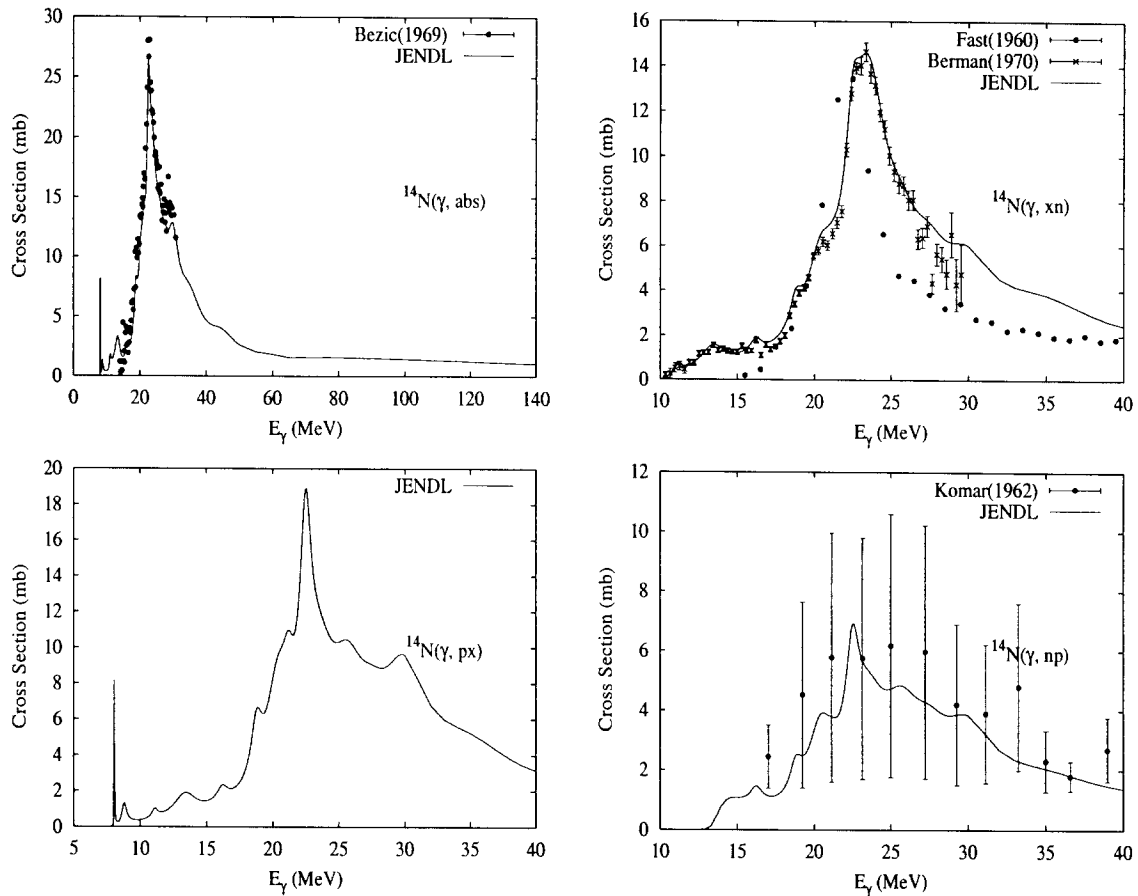 Bezic(1969)
JENDL
¹⁴N(γ, abs)
Cross Section (mb)
30
25
20
15
10
5
0
0 20 40 60 80 100 120 140
E_γ (MeV)
Fast(1960)
Berman(1970)
JENDL
¹⁴N(γ, xn)
Cross Section (mb)
16
14
12
10
8
6
4
2
0
10 15 20 25 30 35 40
E_γ (MeV)
JENDL
¹⁴N(γ, px)
Cross Section (mb)
20
18
16
14
12
10
8
6
4
2
0
5 10 15 20 25 30 35 40
E_γ (MeV)
Komar(1962)
JENDL
¹⁴N(γ, np)
Cross Section (mb)
12
10
8
6
4
2
0
10 15 20 25 30 35 40
E_γ (MeV)